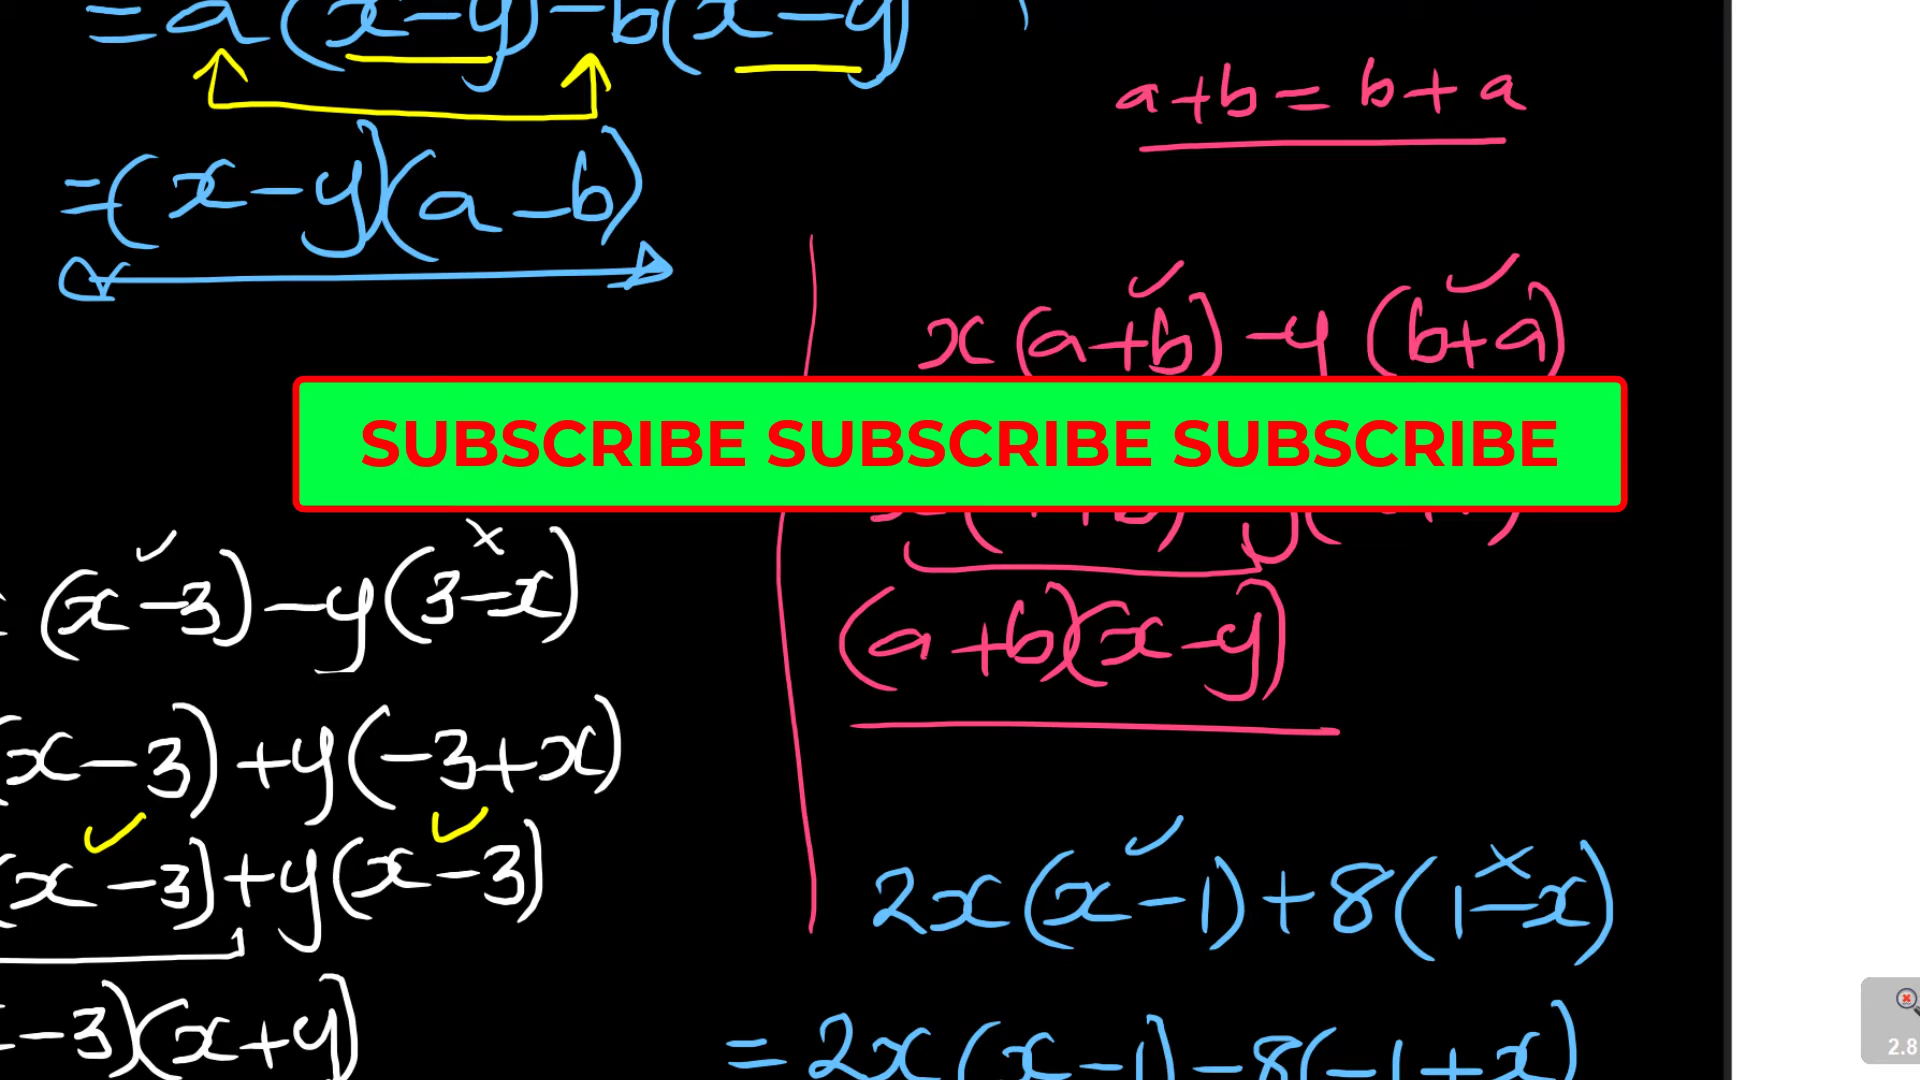 = a(x-y)-b(x-y)
=(x-y)(a-b)
a+b=b+a
x(a+b)-y(b+a)
SUBSCRIBE SUBSCRIBE SUBSCRIBE
(a+b)(x-y)
(x-3)-y(3-x)
(x-3)+y(-3+x)
(x-3)+y(x-3)
-3)(x+y)
2x(x-1)+8(1-x)
=2x(x-1)-8(-1+x)
2.8